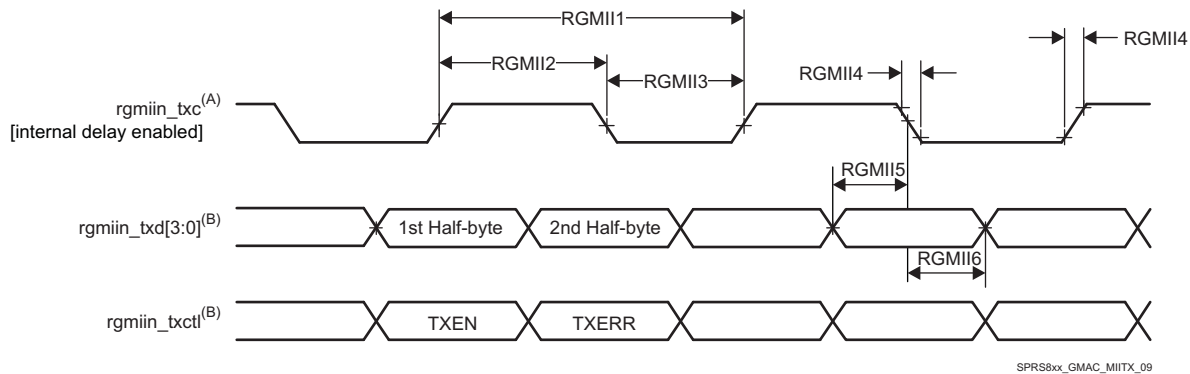 RGMII1
RGMII4
RGMII2
RGMII4
RGMII3
rgmiin_txc(A)
[internal delay enabled]
RGMII5
rgmiin_txd[3:0](B)
1st Half-byte
2nd Half-byte
RGMII6
rgmiin_txctl(B)
TXEN
TXERR
SPRS8xx_GMAC_MIITX_09